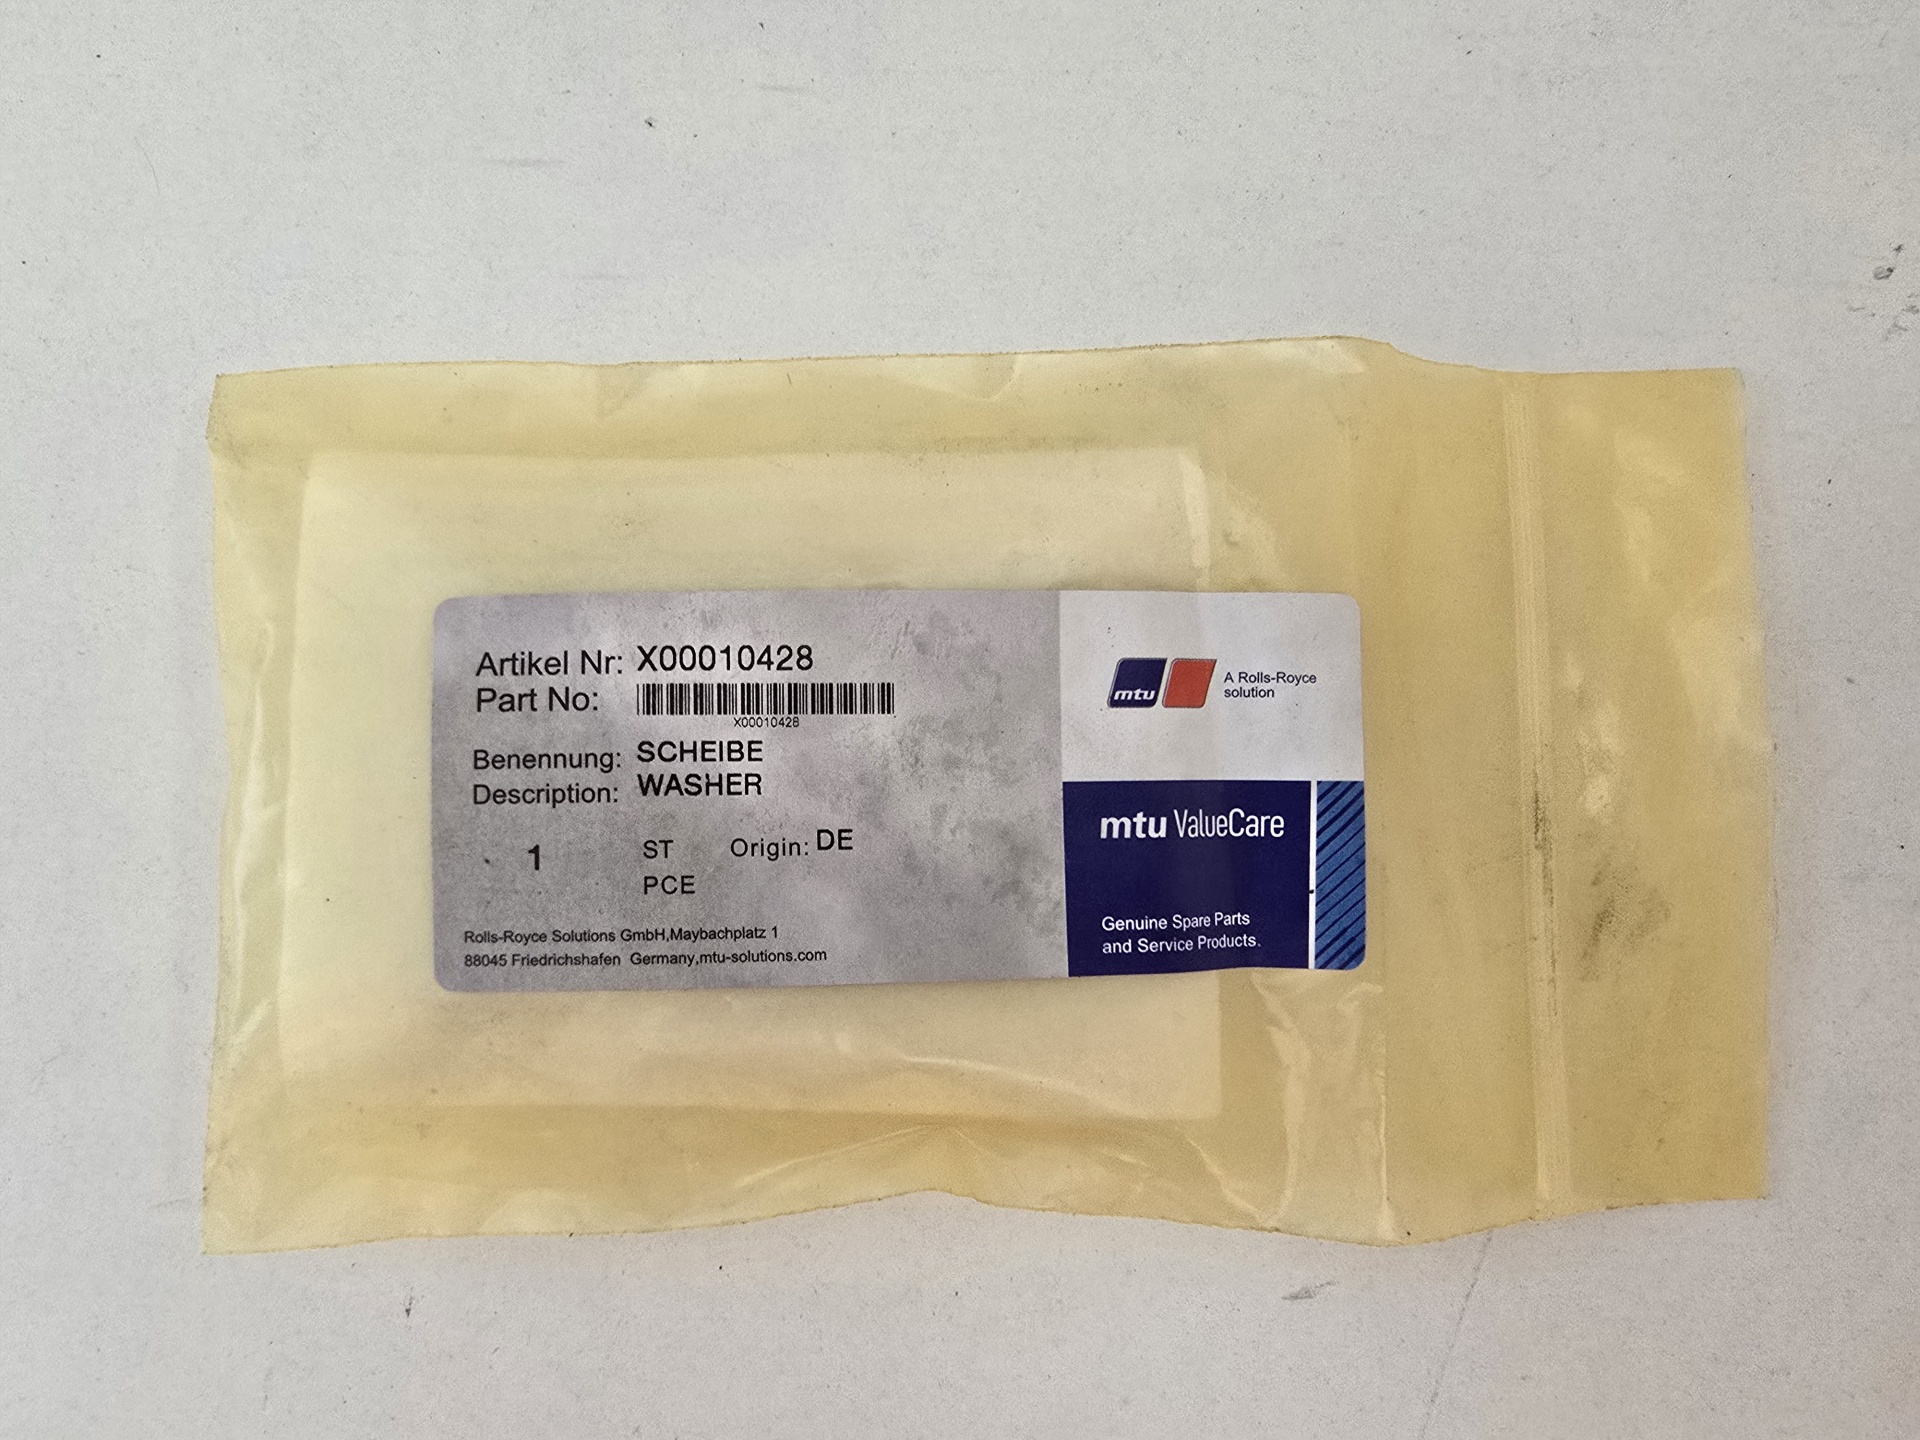 Artikel Nr: X00010428
Part No:
X00010428
Benennung: SCHEIBE
Description: WASHER
1 ST Origin: DE
PCE
Rolls-Royce Solutions GmbH,Maybachplatz 1
88045 Friedrichshafen Germany,mtu-solutions.com
mtu
A Rolls-Royce
solution
mtu ValueCare
Genuine Spare Parts
and Service Products.